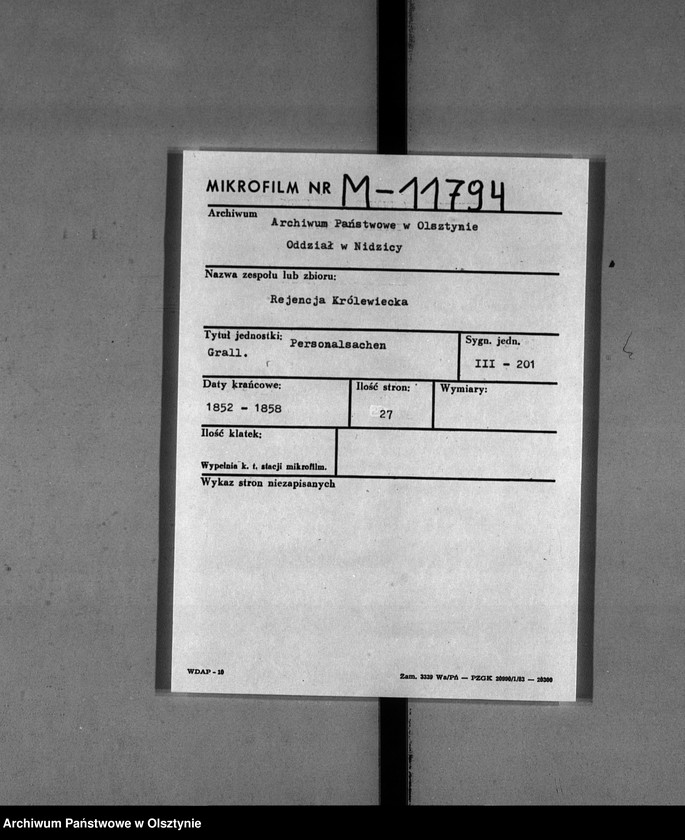 MIKROFILM NR M-11794
Archiwum
Archiwum Państwowe w Olsztynie
Oddział w Nidzicy
Nazwa zespołu lub zbioru:
Rejencja Królewiecka
Tytuł jednostki: Personalsachen
Grall.
Sygn. jedn.
III - 201
Daty krańcowe:
1852 - 1858
Ilość stron:
27
Wymiary:
Ilość klatek:
Wypełnia k. t. stacji mikrofilm.
Wykaz stron niezapisanych
WDAP - 10
Zam. 3339 Wa/Pń — PZGK 20000/1/83 — 20300
Archiwum Państwowe w Olsztynie